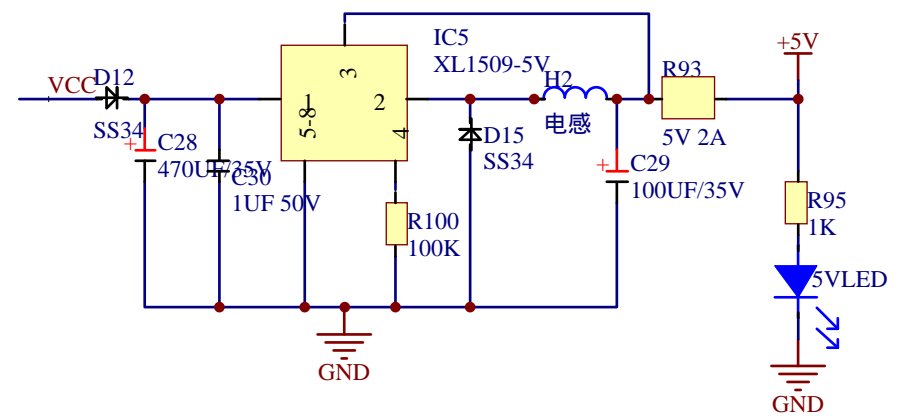 IC5
XL1509-5V
+5V
VCC
D12
SS34
3
1
2
5-8
4
H2
电感
R93
5V 2A
+
C28
470UF/35V
C30
1UF 50V
D15
SS34
+
C29
100UF/35V
R95
1K
R100
100K
5VLED
GND
GND